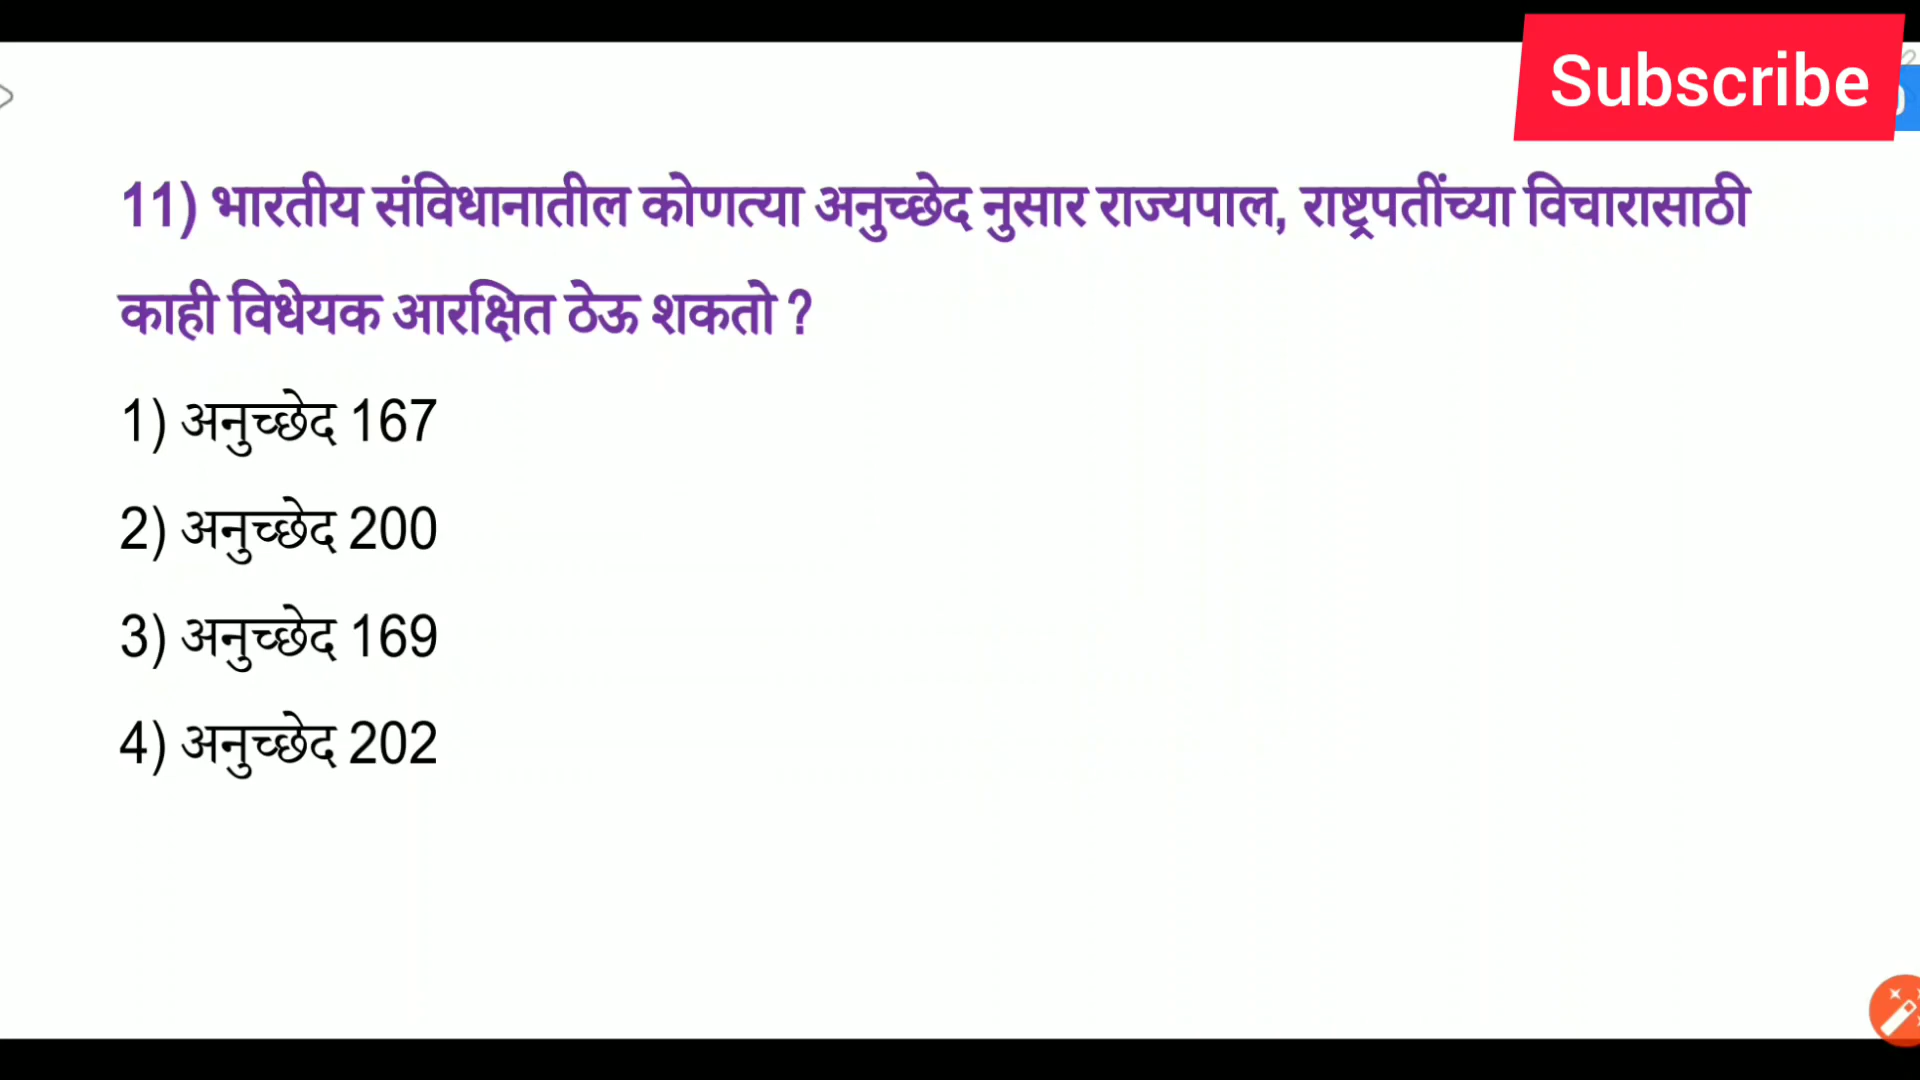 Subscribe
11) भारतीय संविधानातील कोणत्या अनुच्छेद नुसार राज्यपाल, राष्ट्रपतींच्या विचारासाठी
काही विधेयक आरक्षित ठेऊ शकतो ?
1) अनुच्छेद 167
2) अनुच्छेद 200
3) अनुच्छेद 169
4) अनुच्छेद 202